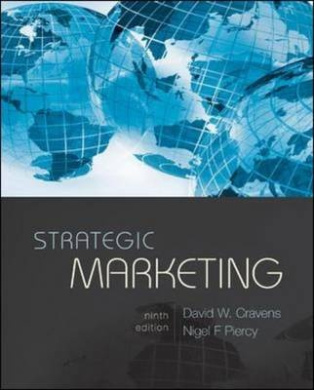 STRATEGIC
MARKETING
ninth
edition
David W. Cravens
Nigel F Piercy